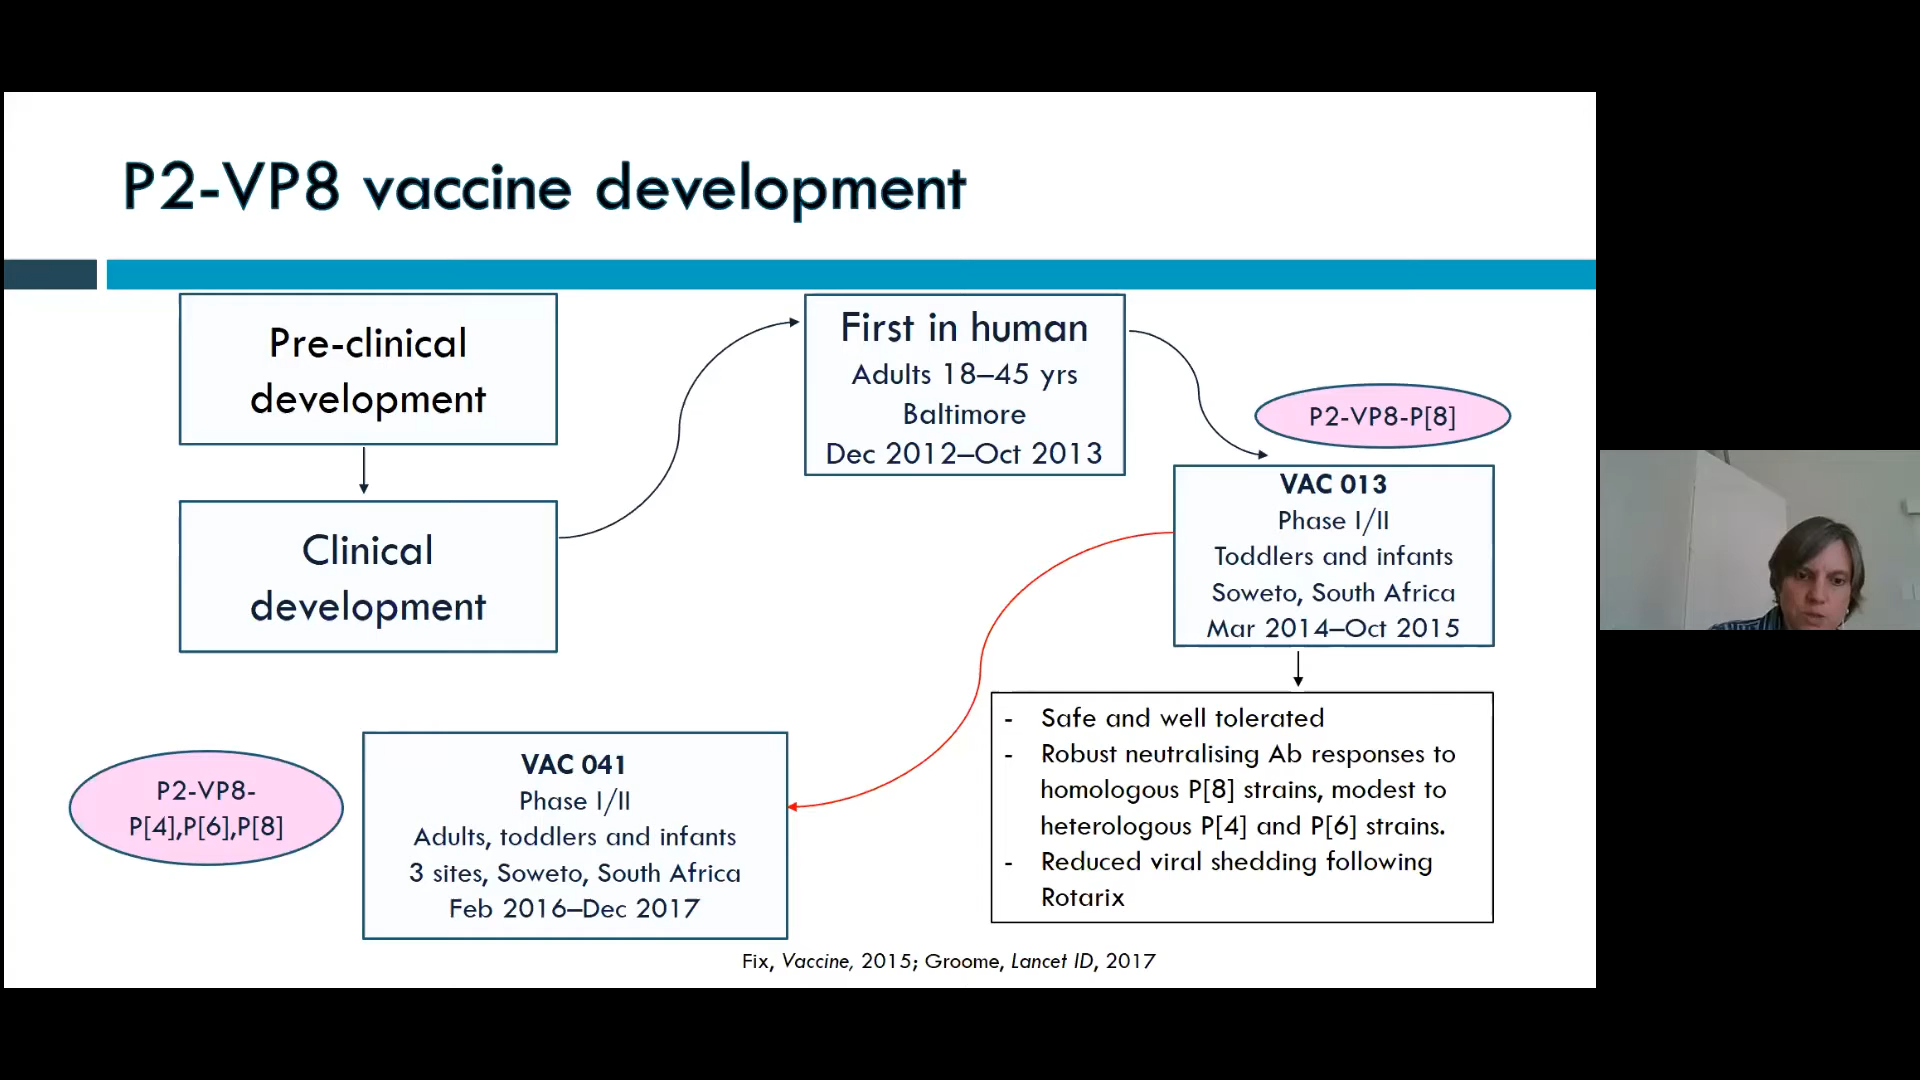 P2-VP8 vaccine development
Pre-clinical
development
Clinical
development
First in human
Adults 18–45 yrs
Baltimore
Dec 2012–Oct 2013
P2-VP8-P[8]
VAC 013
Phase I/II
Toddlers and infants
Soweto, South Africa
Mar 2014–Oct 2015
- Safe and well tolerated
- Robust neutralising Ab responses to
homologous P[8] strains, modest to
heterologous P[4] and P[6] strains.
- Reduced viral shedding following
Rotarix
P2-VP8-
P[4],P[6],P[8]
VAC 041
Phase I/II
Adults, toddlers and infants
3 sites, Soweto, South Africa
Feb 2016–Dec 2017
Fix, Vaccine, 2015; Groome, Lancet ID, 2017